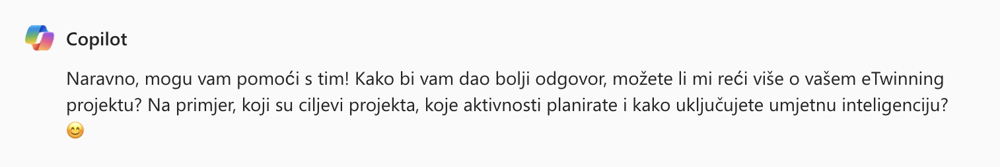 Copilot
Naravno, mogu vam pomoći s tim! Kako bi vam dao bolji odgovor, možete li mi reći više o vašem eTwinning
projektu? Na primjer, koji su ciljevi projekta, koje aktivnosti planirate i kako uključujete umjetnu inteligenciju?
😊